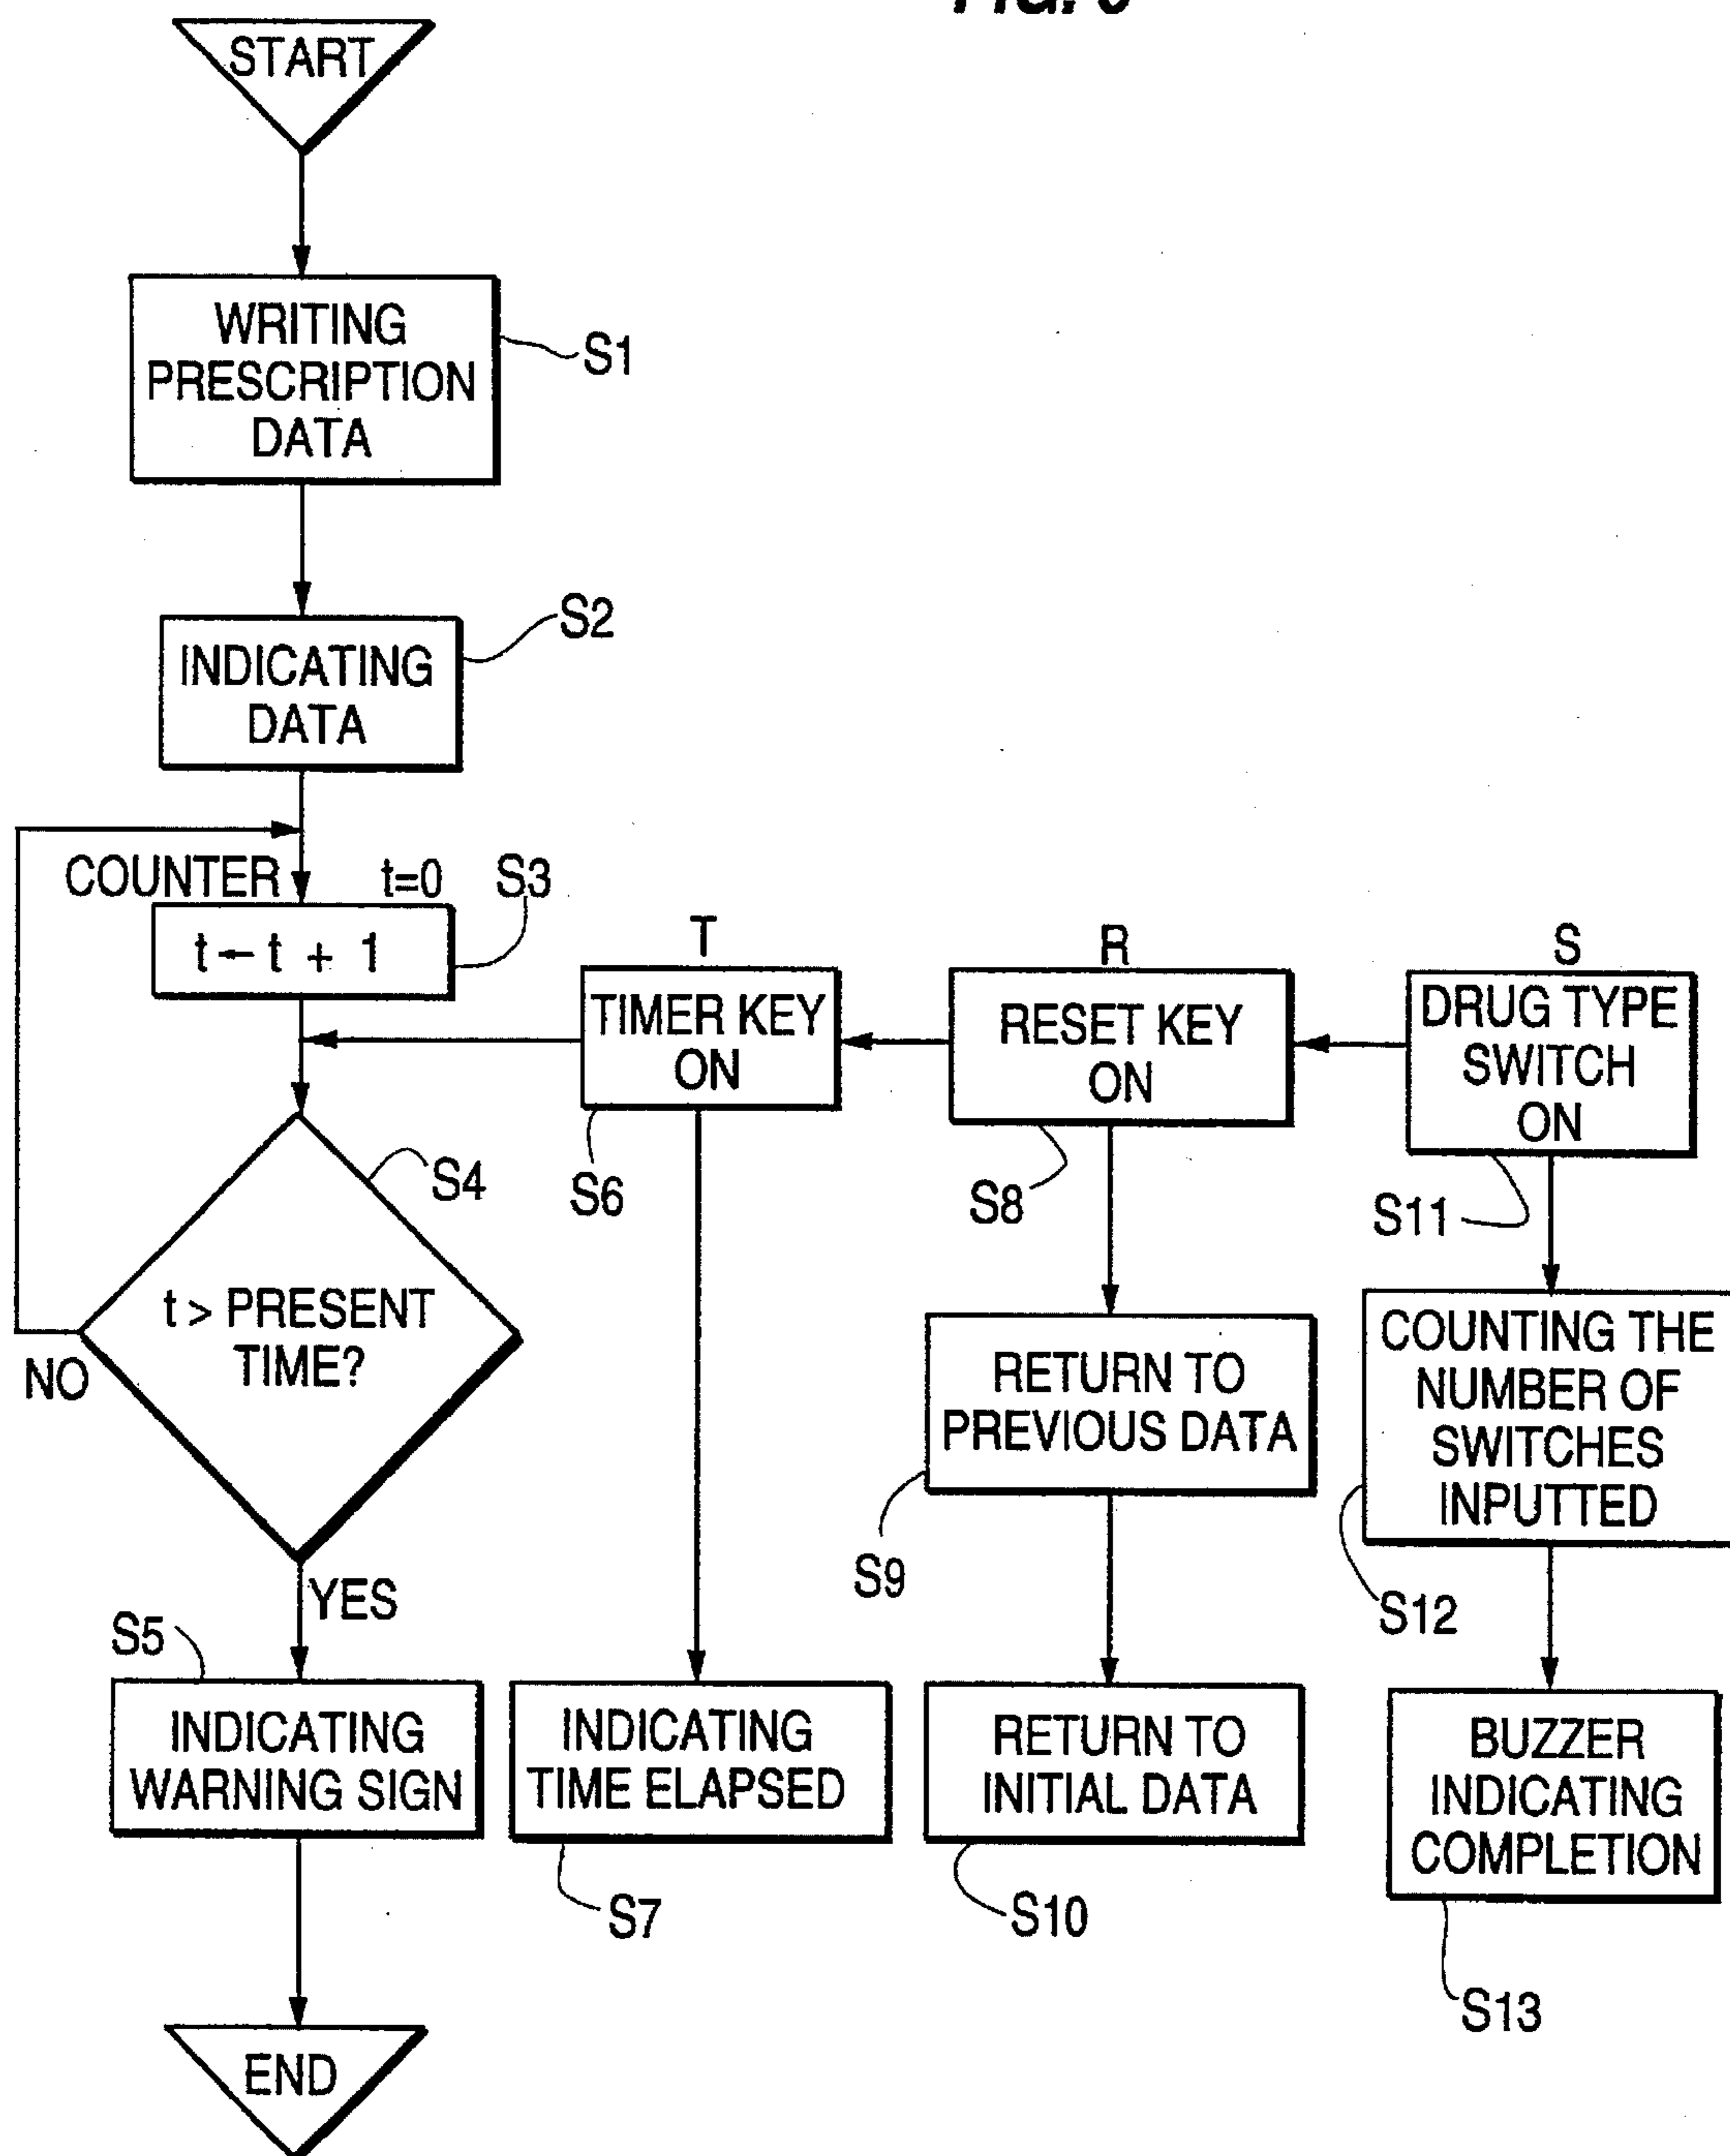 START
WRITING
PRESCRIPTION
DATA
S1
INDICATING
DATA
S2
COUNTER t=0 S3
t ← t + 1
T
TIMER KEY
ON
S6
R
RESET KEY
ON
S8
S
DRUG TYPE
SWITCH
ON
S11
S4
t > PRESENT
TIME?
NO
YES
RETURN TO
PREVIOUS DATA
S9
COUNTING THE
NUMBER OF
SWITCHES
INPUTTED
S12
S5
INDICATING
WARNING SIGN
INDICATING
TIME ELAPSED
S7
RETURN TO
INITIAL DATA
S10
BUZZER
INDICATING
COMPLETION
S13
END